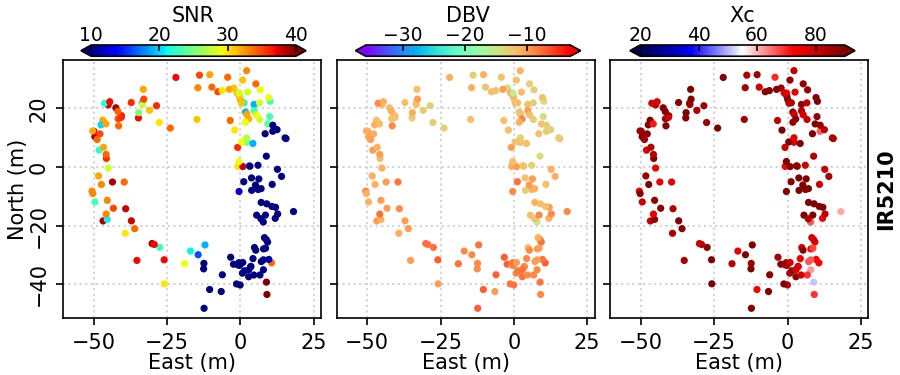 SNR DBV Xc
10 20 30 40 −30 −20 −10 20 40 60 80
20
0
−20
−40
North (m)
IR5210
−50 −25 0 25 −50 −25 0 25 −50 −25 0 25
East (m) East (m) East (m)